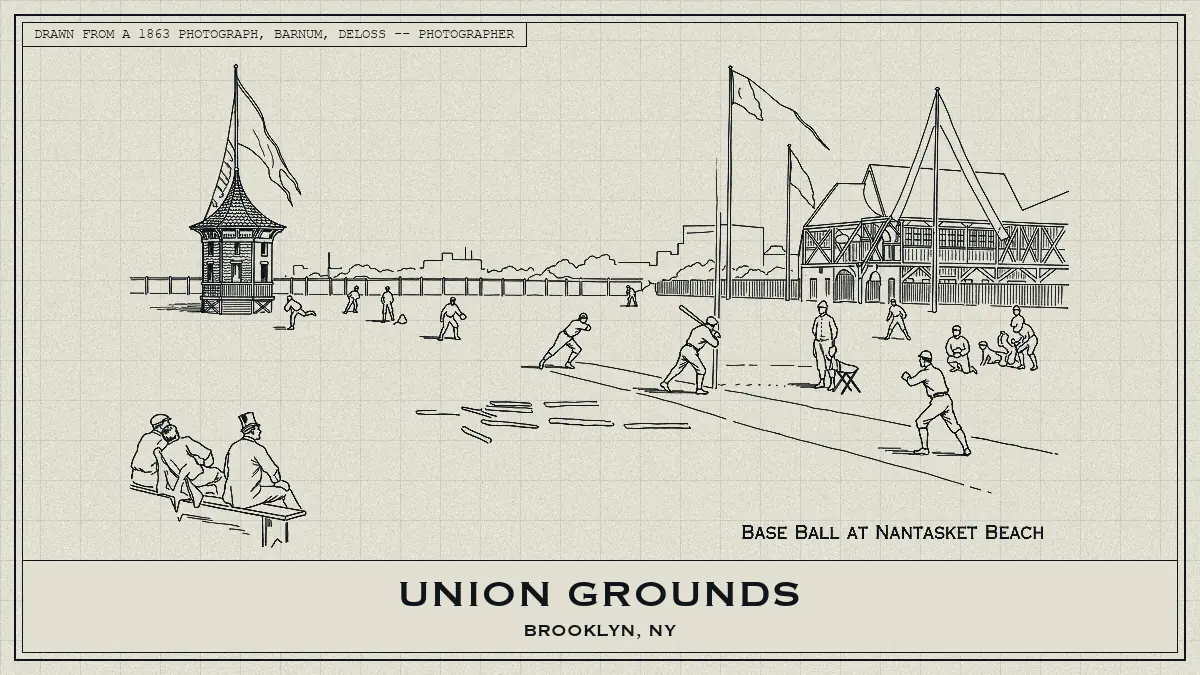 DRAWN FROM A 1863 PHOTOGRAPH, BARNUM, DELOSS -- PHOTOGRAPHER
Base Ball at Nantasket Beach
UNION GROUNDS
BROOKLYN, NY